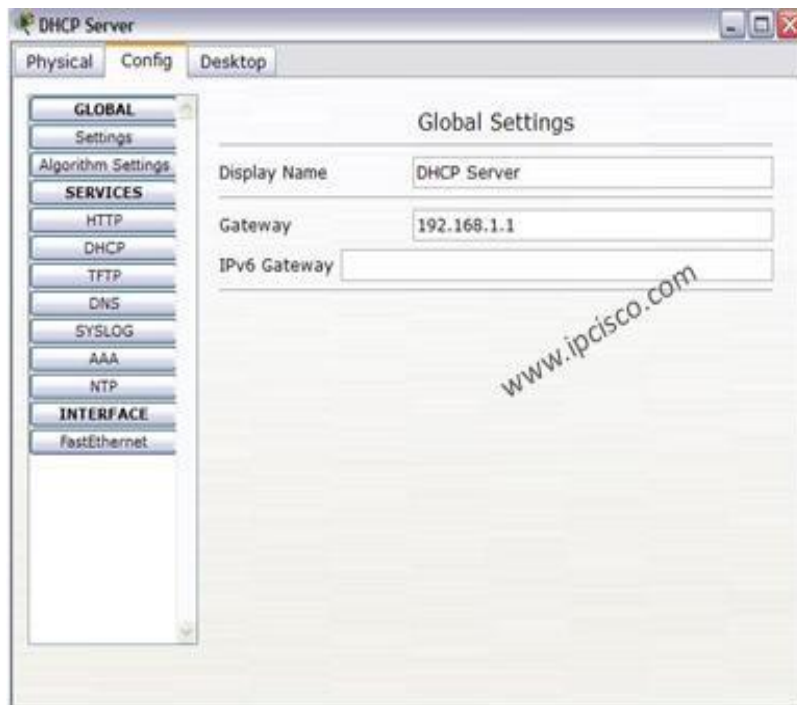 DHCP Server
Physical Config Desktop
GLOBAL
Settings
Algorithm Settings
SERVICES
HTTP
DHCP
TFTP
DNS
SYSLOG
AAA
NTP
INTERFACE
FastEthernet
Global Settings
Display Name DHCP Server
Gateway 192.168.1.1
IPv6 Gateway
www.ipcisco.com